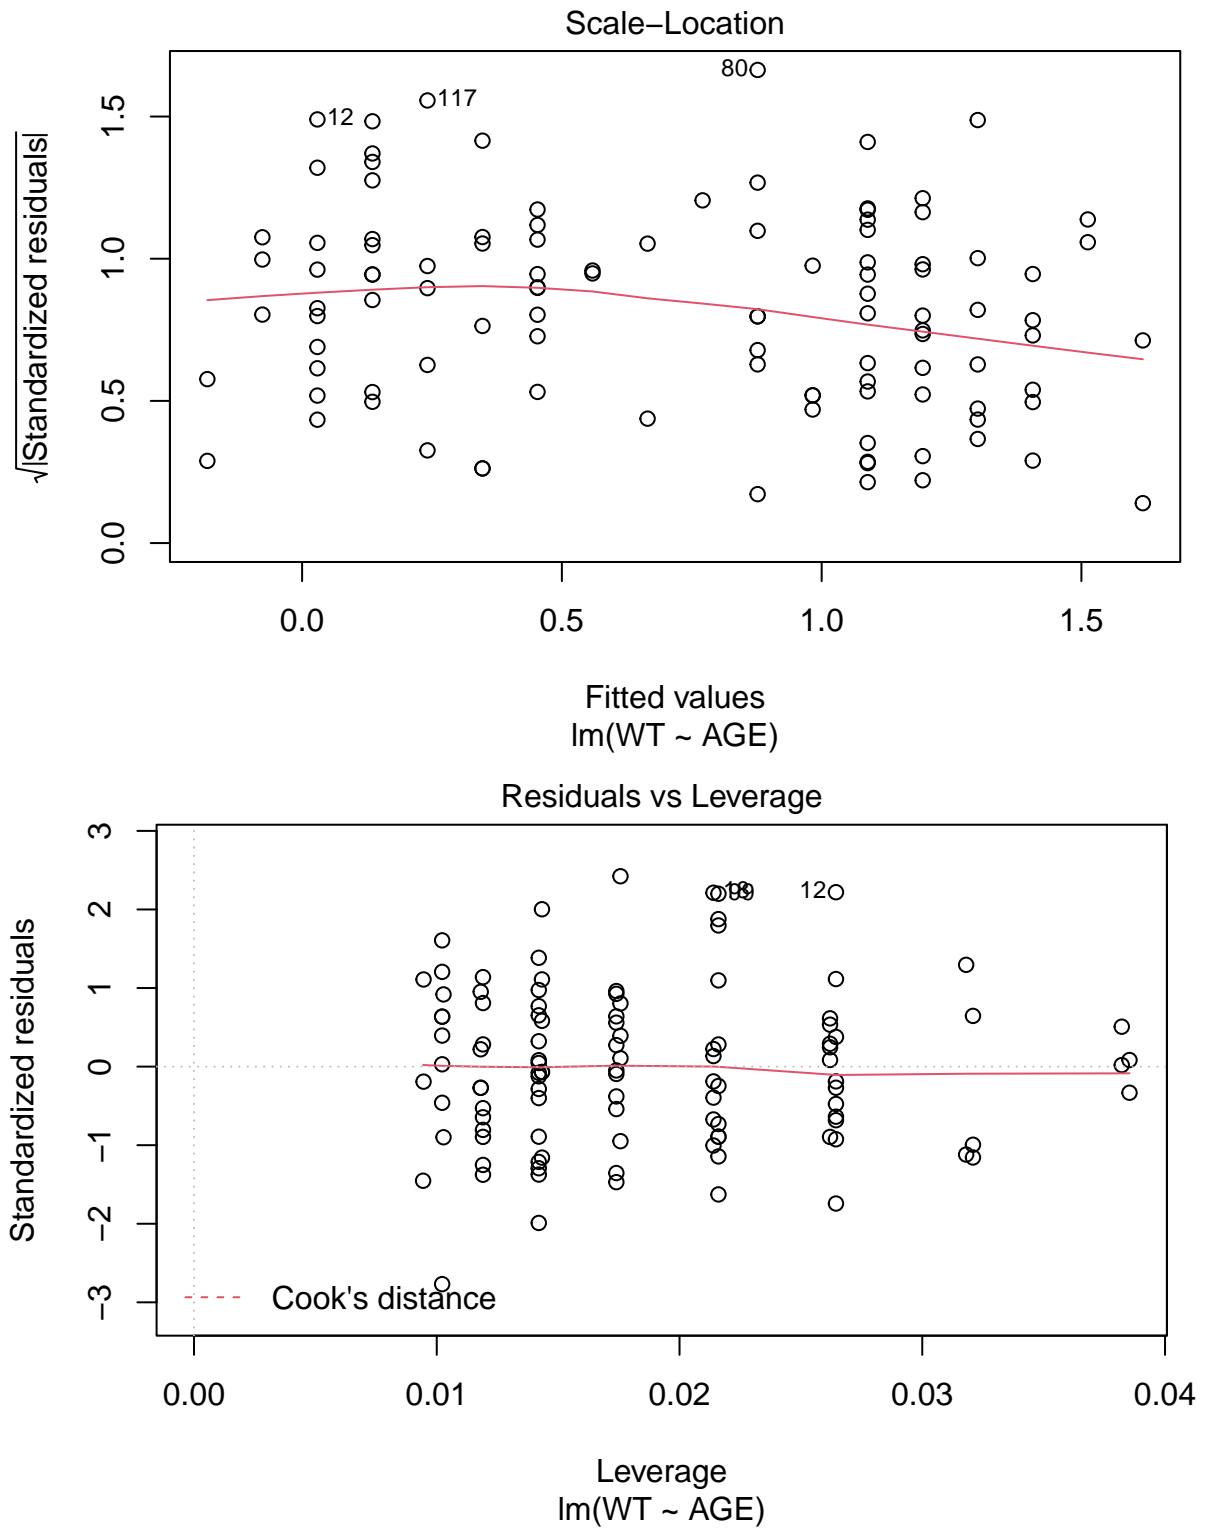 Scale−Location
√|Standardized residuals|
1.5
1.0
0.5
0.0
80
117
12
0.0 0.5 1.0 1.5
Fitted values
lm(WT ~ AGE)
Residuals vs Leverage
Standardized residuals
3
2
1
0
−1
−2
−3
12
Cook's distance
0.00 0.01 0.02 0.03 0.04
Leverage
lm(WT ~ AGE)